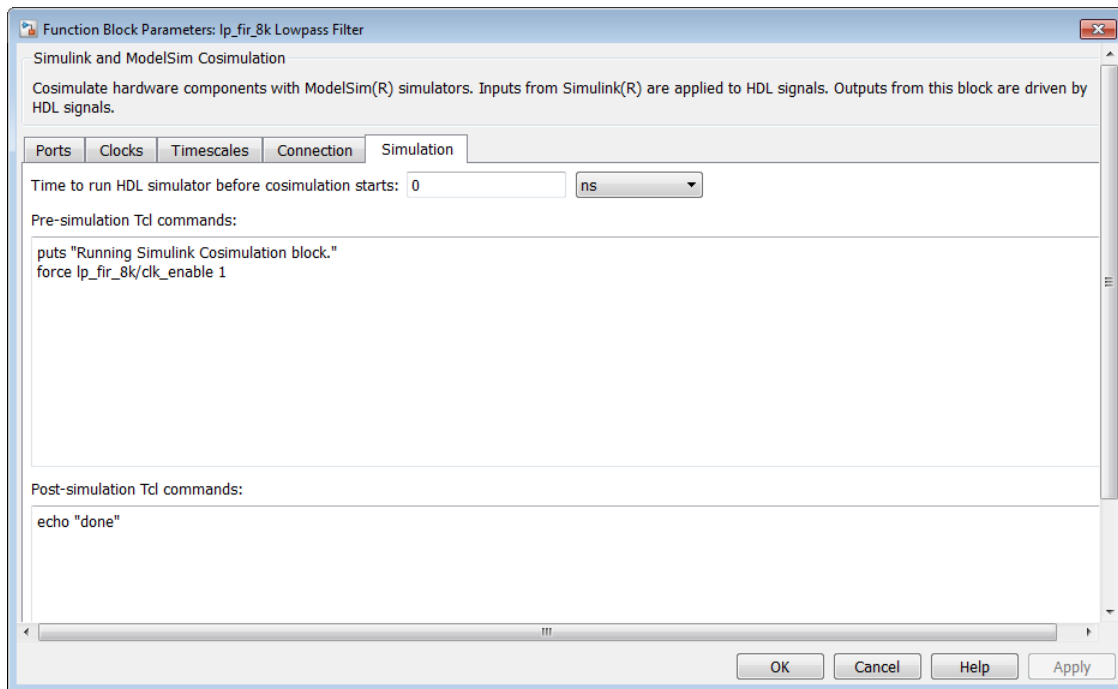 Function Block Parameters: lp_fir_8k Lowpass Filter
Simulink and ModelSim Cosimulation
Cosimulate hardware components with ModelSim(R) simulators. Inputs from Simulink(R) are applied to HDL signals. Outputs from this block are driven by
HDL signals.
Ports Clocks Timescales Connection Simulation
Time to run HDL simulator before cosimulation starts: 0 ns
Pre-simulation Tcl commands:
puts "Running Simulink Cosimulation block."
force lp_fir_8k/clk_enable 1
Post-simulation Tcl commands:
echo "done"
OK Cancel Help Apply